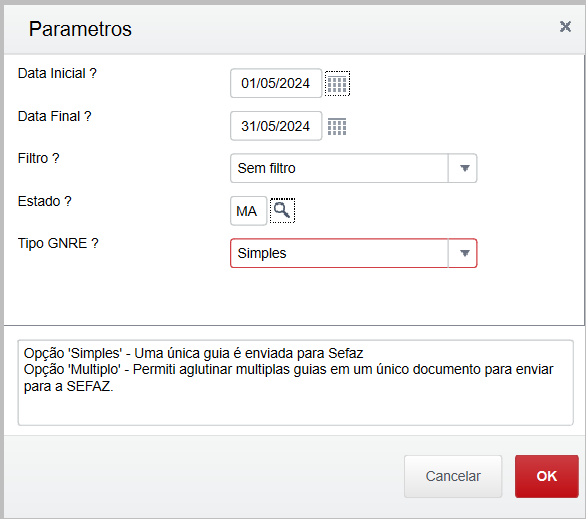 Parametros
Data Inicial ?
01/05/2024
Data Final ?
31/05/2024
Filtro ?
Sem filtro
Estado ?
MA
Tipo GNRE ?
Simples
Opção 'Simples' - Uma única guia é enviada para Sefaz
Opção 'Multiplo' - Permiti aglutinar multiplas guias em um único documento para enviar
para a SEFAZ.
Cancelar
OK